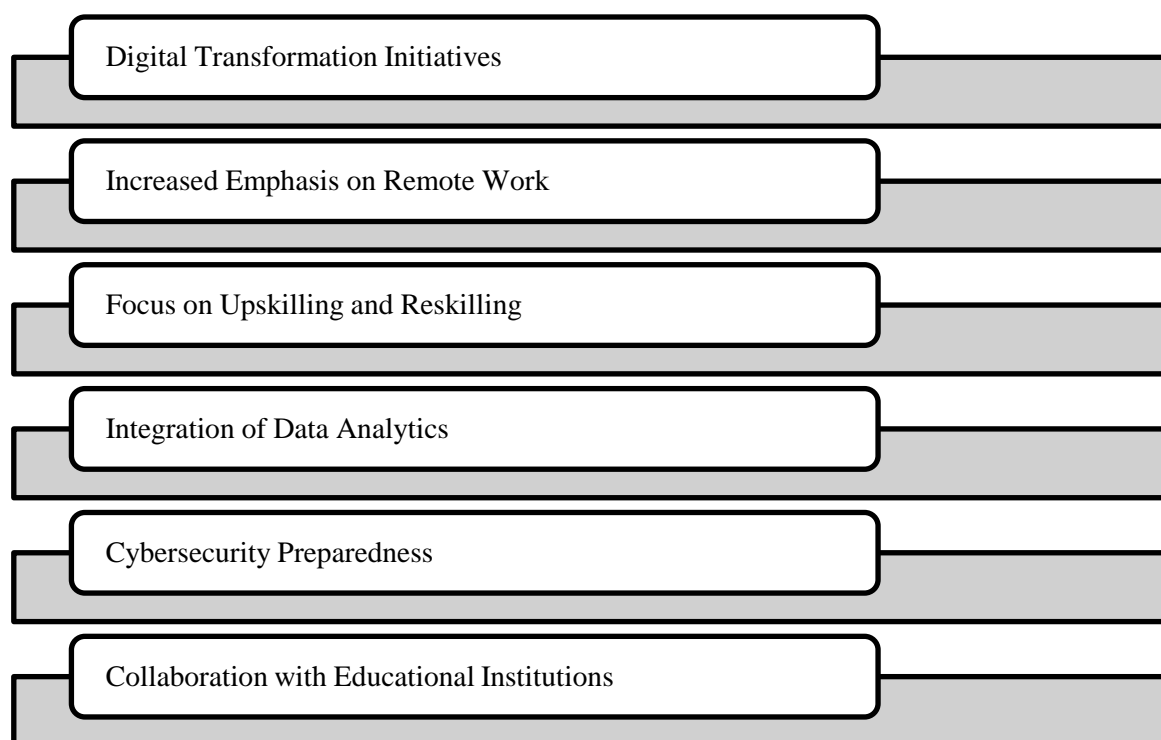 Digital Transformation Initiatives
Increased Emphasis on Remote Work
Focus on Upskilling and Reskilling
Integration of Data Analytics
Cybersecurity Preparedness
Collaboration with Educational Institutions